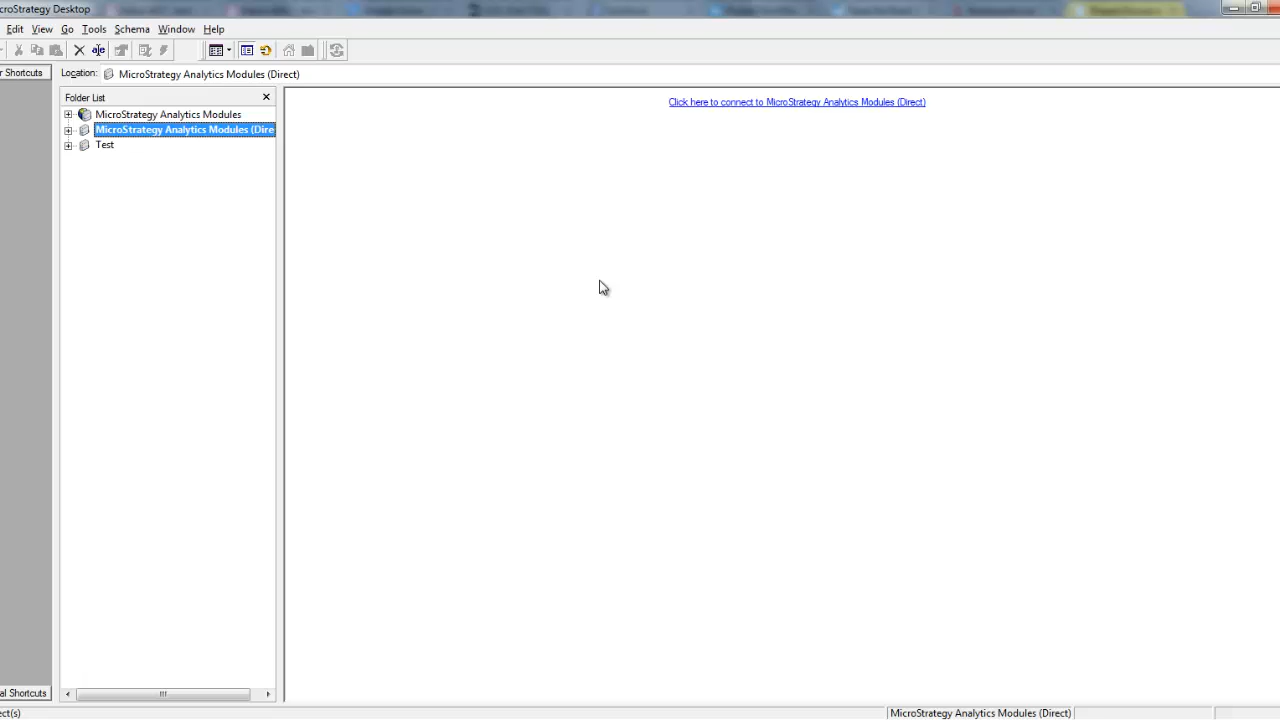 croStrategy Desktop
Edit View Go Tools Schema Window Help
r Shortcuts
Location: MicroStrategy Analytics Modules (Direct)
Folder List
Click here to connect to MicroStrategy Analytics Modules (Direct)
MicroStrategy Analytics Modules
MicroStrategy Analytics Modules (Dire
Test
al Shortcuts
ect(s)
MicroStrategy Analytics Modules (Direct)